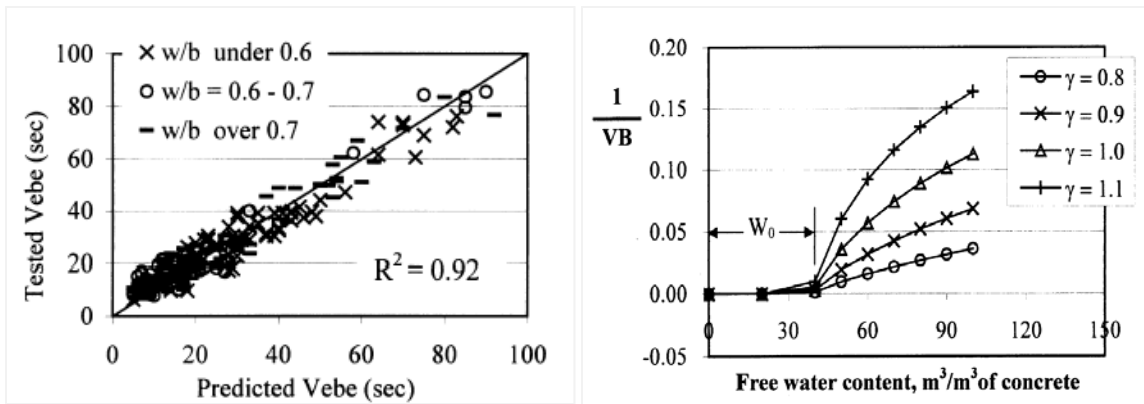 100
80
60
40
20
0
Tested Vebe (sec)
× w/b under 0.6
○ w/b = 0.6 - 0.7
– w/b over 0.7
R² = 0.92
0 20 40 60 80 100
Predicted Vebe (sec)
0.20
0.15
0.10
0.05
0.00
-0.05
1
VB
γ = 0.8
γ = 0.9
γ = 1.0
γ = 1.1
W₀
0 30 60 90 120 150
Free water content, m³/m³of concrete